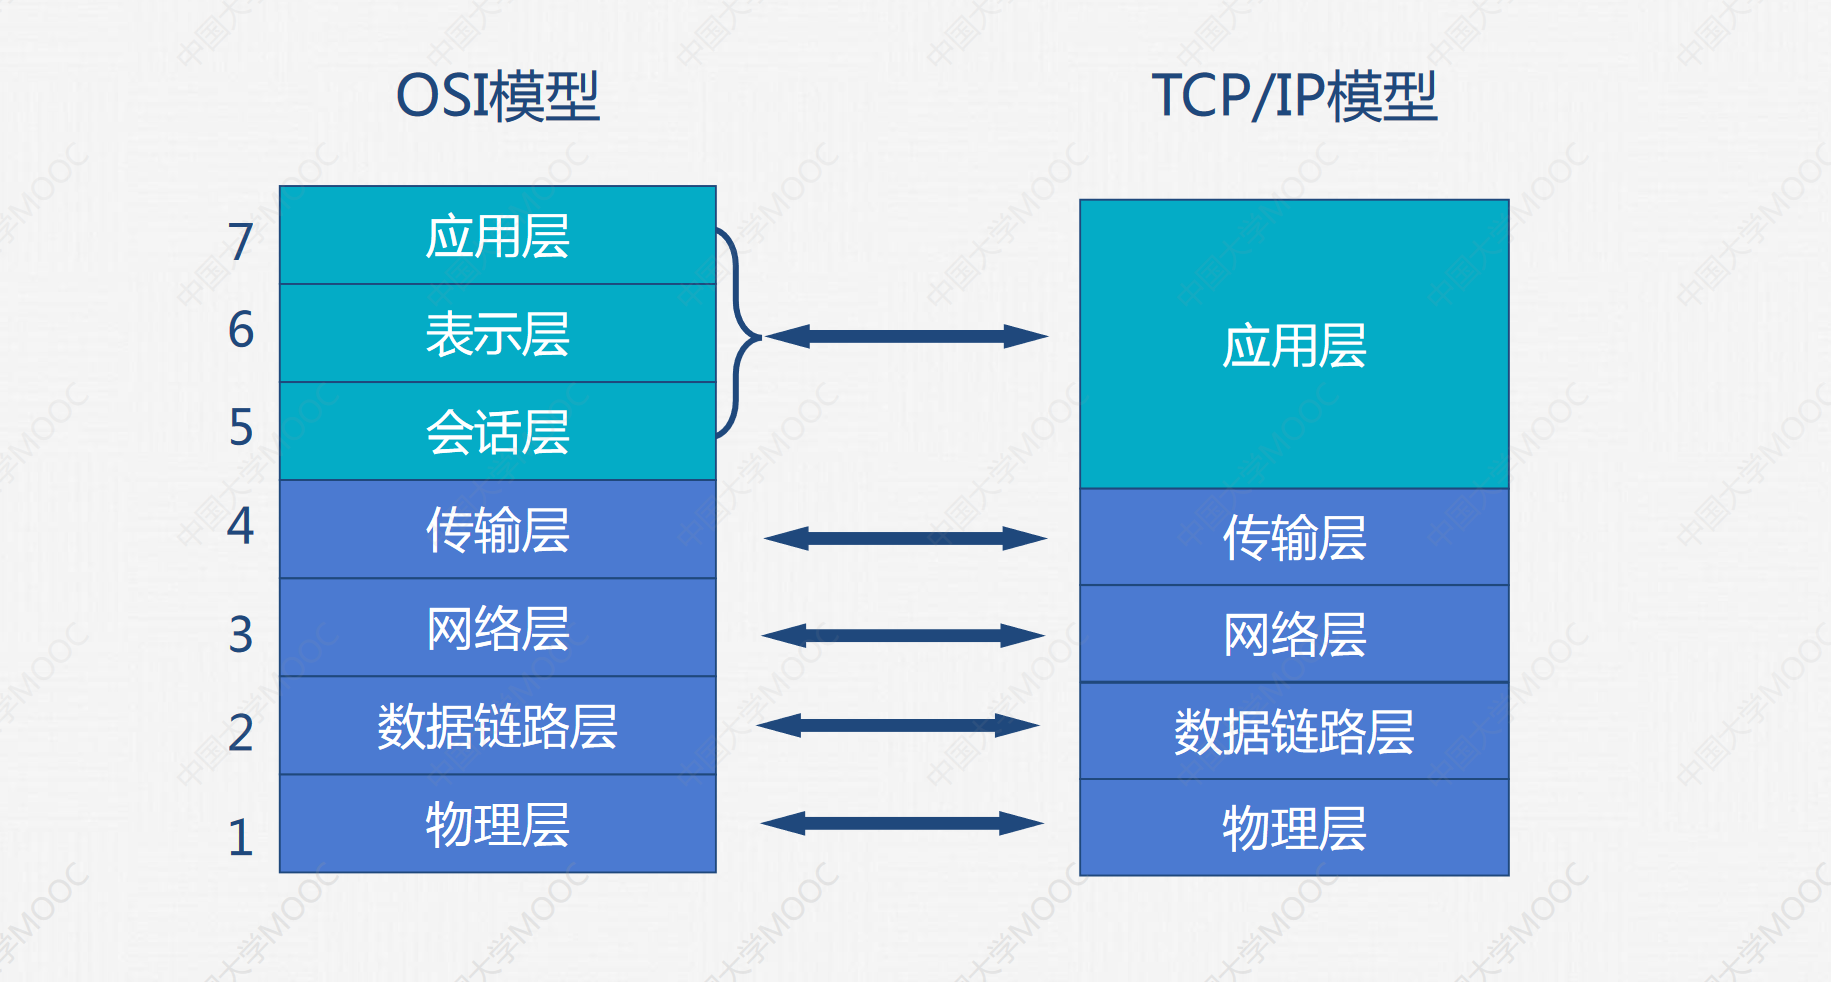 OSI模型
TCP/IP模型
7 应用层
6 表示层
5 会话层
4 传输层
3 网络层
2 数据链路层
1 物理层
应用层
传输层
网络层
数据链路层
物理层
中国大学MOOC